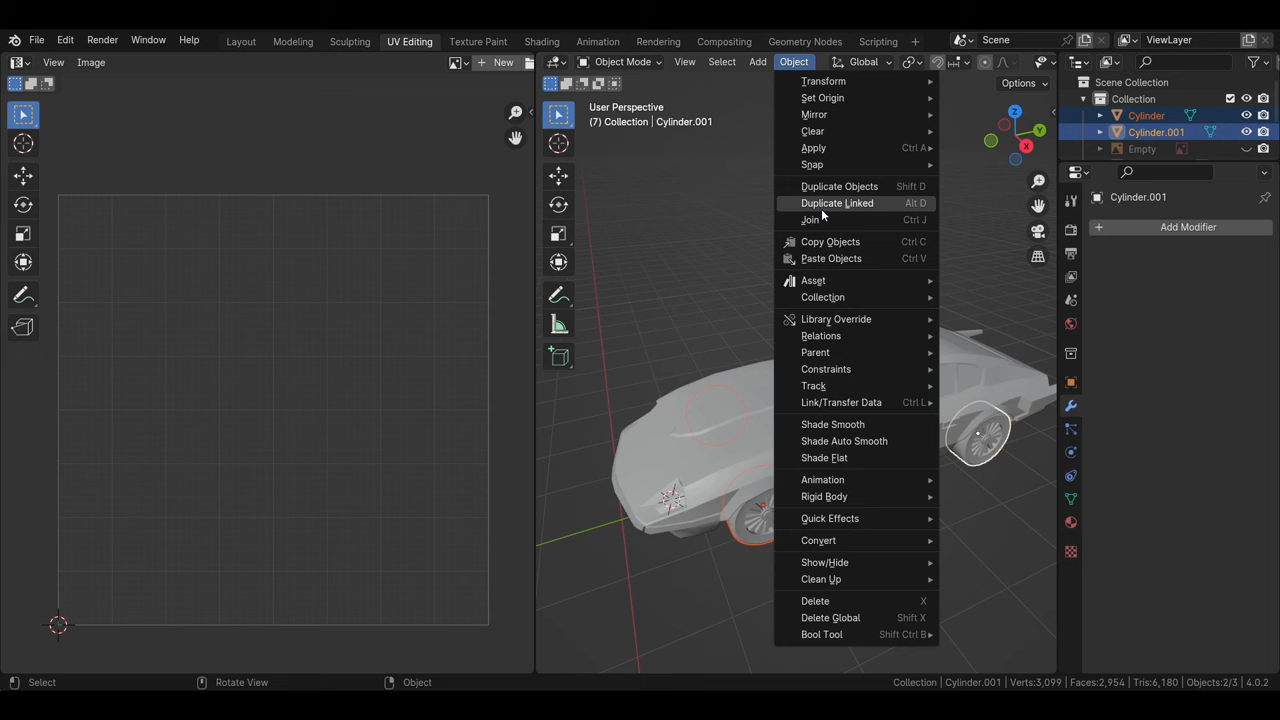 File Edit Render Window Help Layout Modeling Sculpting UV Editing Texture Paint Shading Animation Rendering Compositing Geometry Nodes Scripting + Scene ViewLayer
View Image + New Object Mode View Select Add Object Global
Options
Scene Collection
Collection
Cylinder
Cylinder.001
Empty
User Perspective
(7) Collection | Cylinder.001
Z
Y
X
Transform
Set Origin
Mirror
Clear
Apply Ctrl A
Snap
Duplicate Objects Shift D
Duplicate Linked Alt D
Join Ctrl J
Copy Objects Ctrl C
Paste Objects Ctrl V
Asset
Collection
Library Override
Relations
Parent
Constraints
Track
Link/Transfer Data Ctrl L
Shade Smooth
Shade Auto Smooth
Shade Flat
Animation
Rigid Body
Quick Effects
Convert
Show/Hide
Clean Up
Delete X
Delete Global Shift X
Bool Tool Shift Ctrl B
Cylinder.001
+ Add Modifier
Select Rotate View Object Collection | Cylinder.001 | Verts:3,099 | Faces:2,954 | Tris:6,180 | Objects:2/3 | 4.0.2